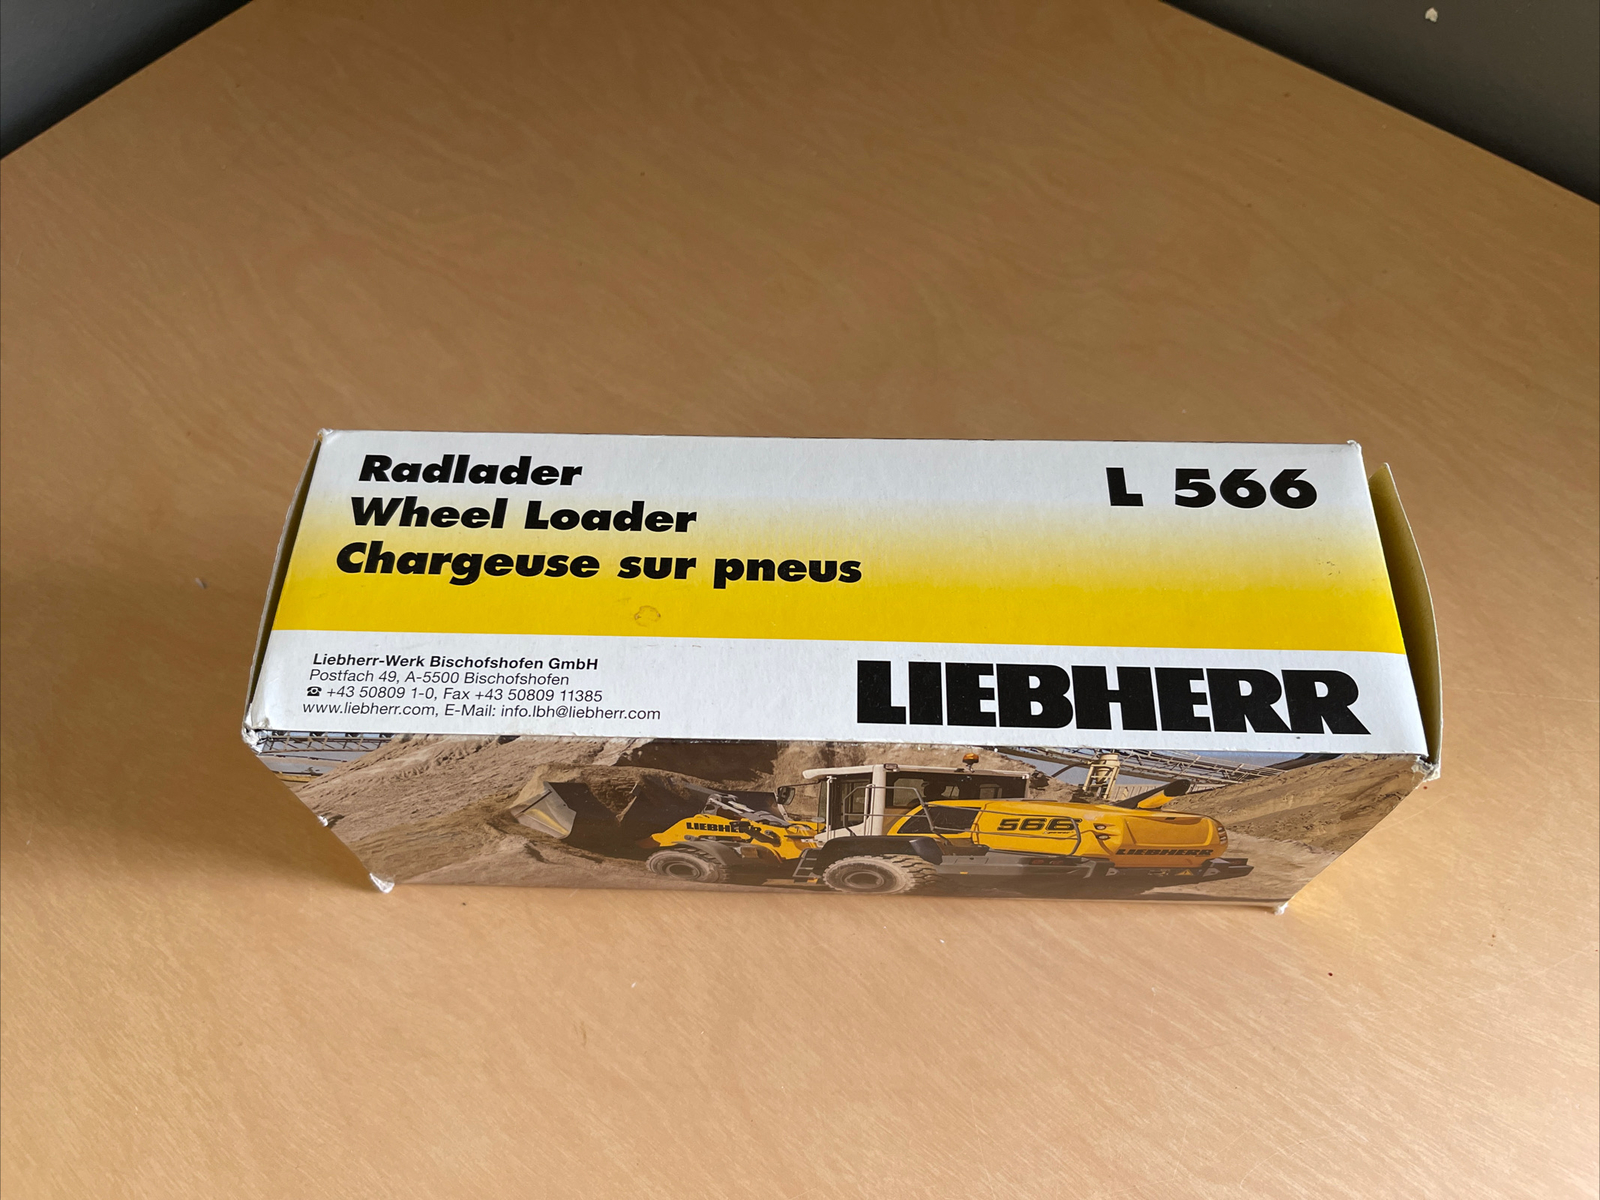 Radlader
Wheel Loader
Chargeuse sur pneus
L 566
Liebherr-Werk Bischofshofen GmbH
Postfach 49, A-5500 Bischofshofen
☎ +43 50809 1-0, Fax +43 50809 11385
www.liebherr.com, E-Mail: info.lbh@liebherr.com
LIEBHERR
LIEBHERR
566
LIEBHERR